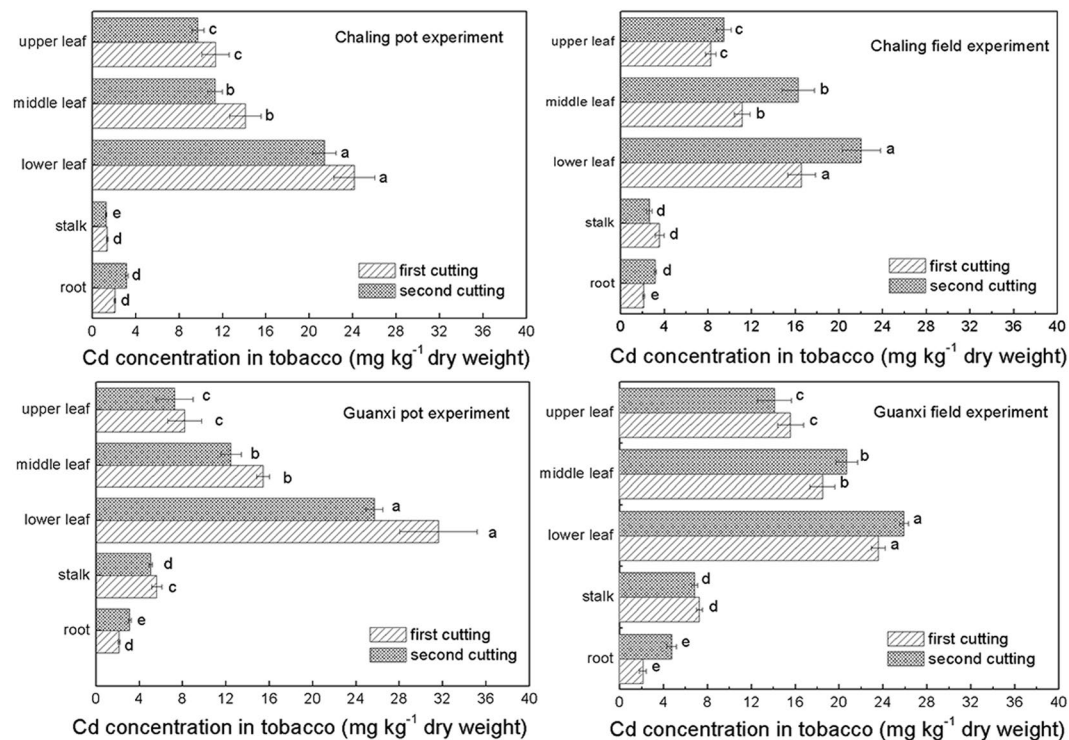 Chaling pot experiment
upper leaf
c
c
middle leaf
b
b
lower leaf
a
a
stalk
e
d
root
d
d
first cutting
second cutting
0 4 8 12 16 20 24 28 32 36 40
Cd concentration in tobacco (mg kg⁻¹ dry weight)
Chaling field experiment
upper leaf
c
c
middle leaf
b
b
lower leaf
a
a
stalk
d
d
root
d
e
first cutting
second cutting
0 4 8 12 16 20 24 28 32 36 40
Cd concentration in tobacco (mg kg⁻¹ dry weight)
Guanxi pot experiment
upper leaf
c
c
middle leaf
b
b
lower leaf
a
a
stalk
d
c
root
e
d
first cutting
second cutting
0 4 8 12 16 20 24 28 32 36 40
Cd concentration in tobacco (mg kg⁻¹ dry weight)
Guanxi field experiment
upper leaf
c
c
middle leaf
b
b
lower leaf
a
a
stalk
d
d
root
e
e
first cutting
second cutting
0 4 8 12 16 20 24 28 32 36 40
Cd concentration in tobacco (mg kg⁻¹ dry weight)